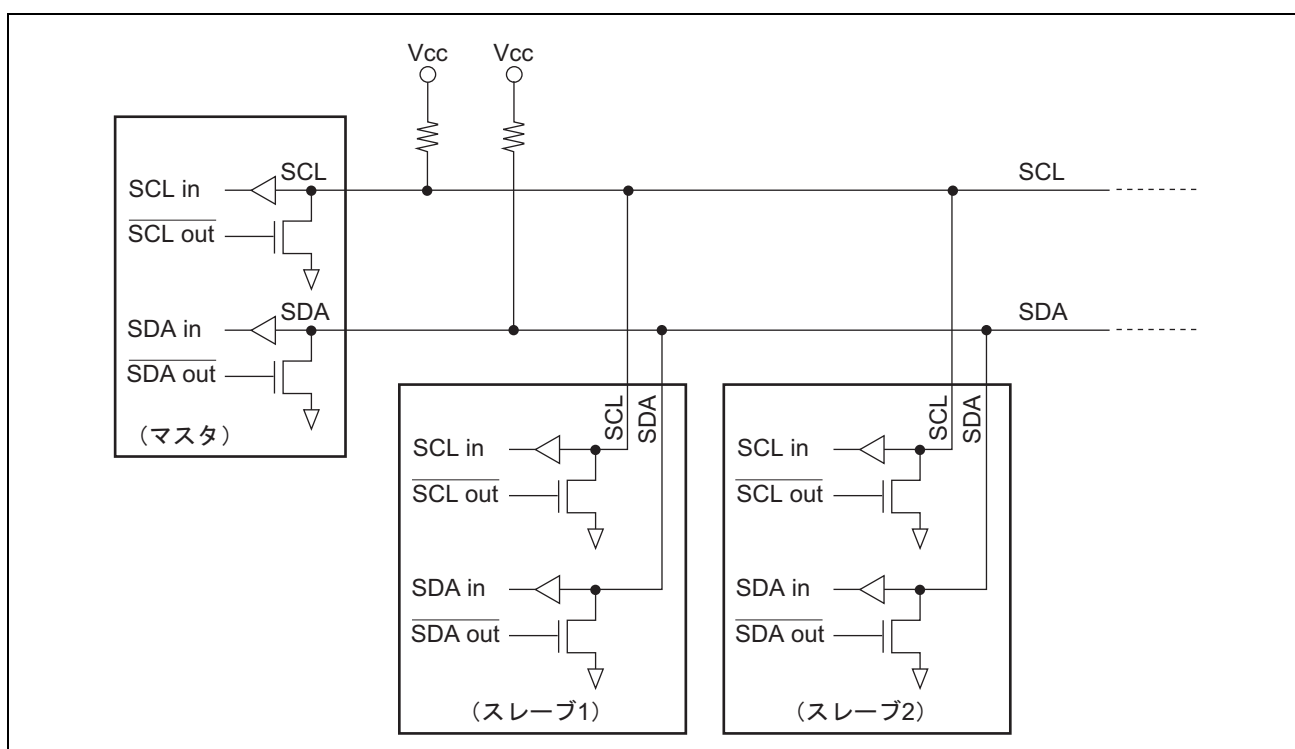 Vcc
Vcc
SCL
SCL in
SCL out
SDA
SDA in
SDA out
（マスタ）
SCL
SDA
SCL
SDA
SCL in
SCL out
SDA in
SDA out
（スレーブ1）
SCL
SDA
SCL in
SCL out
SDA in
SDA out
（スレーブ2）